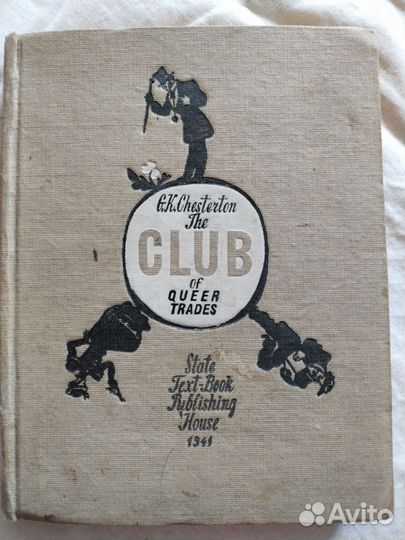 G.K.Chesterton
The
CLUB
OF
QUEER
TRADES
State
Text-Book
Publishing
House
1941
Avito